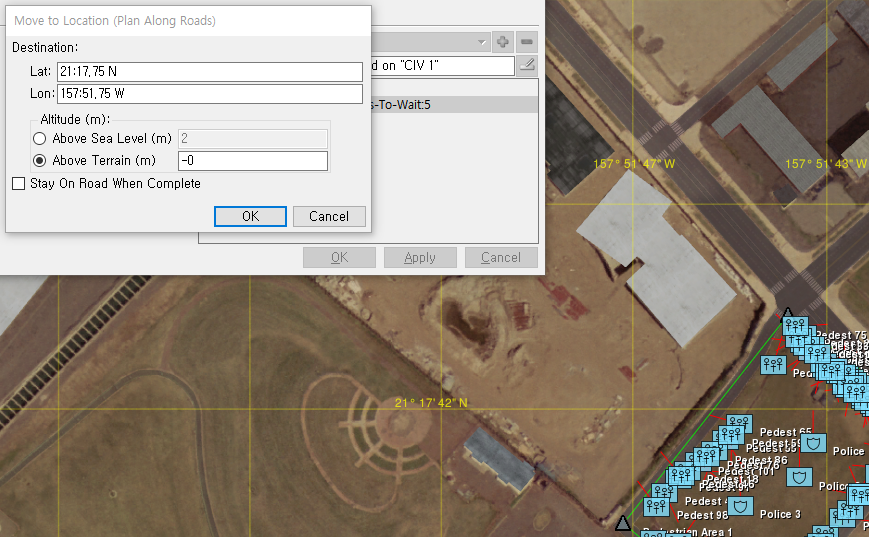 Move to Location (Plan Along Roads)
Destination:
Lat: 21:17.75 N
Lon: 157:51.75 W
Altitude (m):
Above Sea Level (m) 2
Above Terrain (m) -0
Stay On Road When Complete
OK Cancel
d on "CIV 1"
s-To-Wait:5
OK Apply Cancel
157° 51' 47" W
157° 51' 43" W
21° 17' 42" N
Pedest 75
Pedest 65
Pedest 59
Police
Pedest 86
Pedest 76
Pedest 101
Pedest 18
Pedest 98
Police 3
Pedestrian Area 1